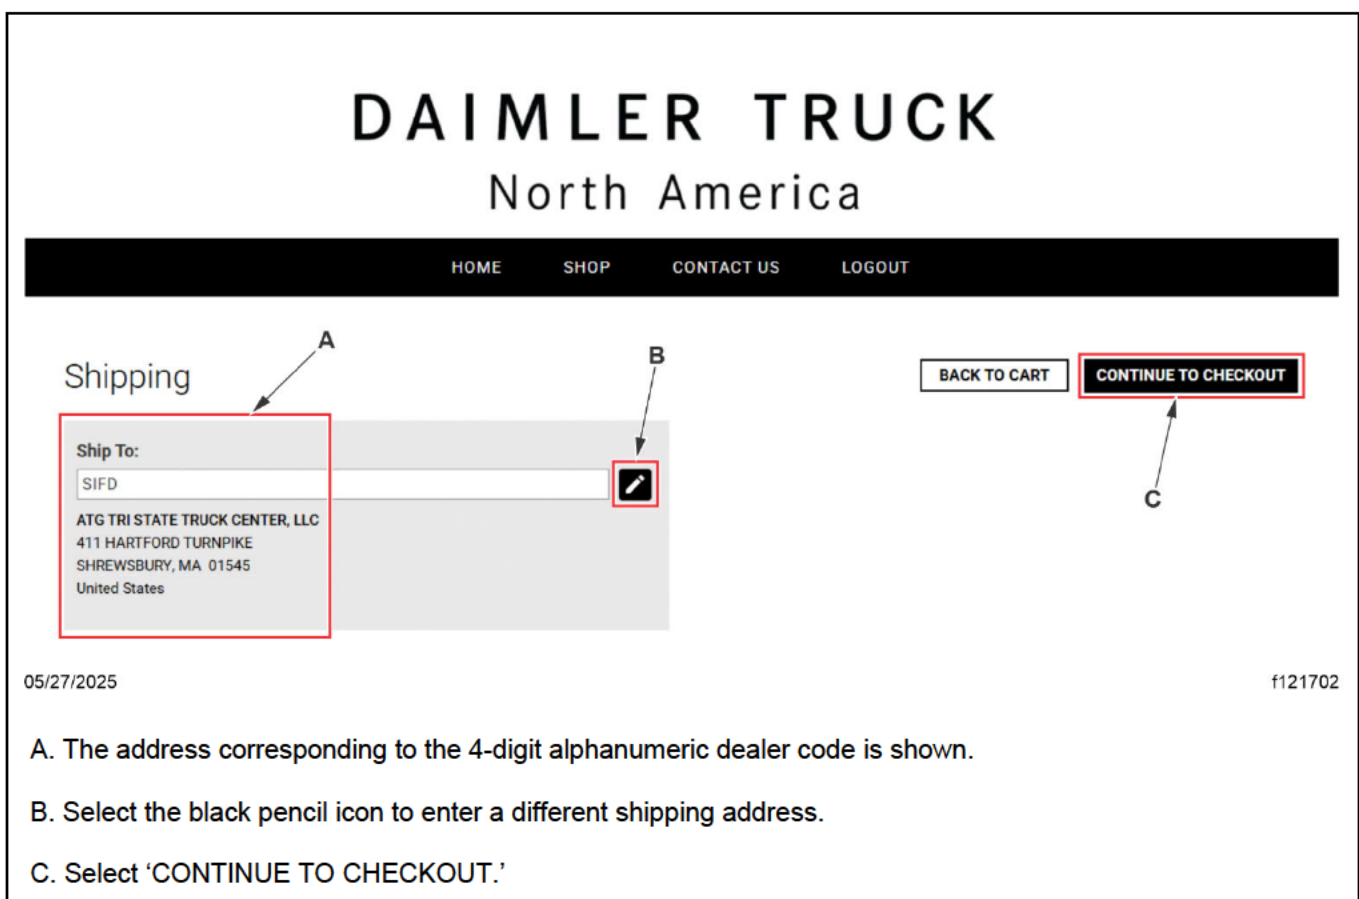 DAIMLER TRUCK
North America
HOME SHOP CONTACT US LOGOUT
A
B
Shipping
BACK TO CART CONTINUE TO CHECKOUT
Ship To:
SIFD
C
ATG TRI STATE TRUCK CENTER, LLC
411 HARTFORD TURNPIKE
SHREWSBURY, MA 01545
United States
05/27/2025 f121702
A. The address corresponding to the 4-digit alphanumeric dealer code is shown.
B. Select the black pencil icon to enter a different shipping address.
C. Select ‘CONTINUE TO CHECKOUT.’